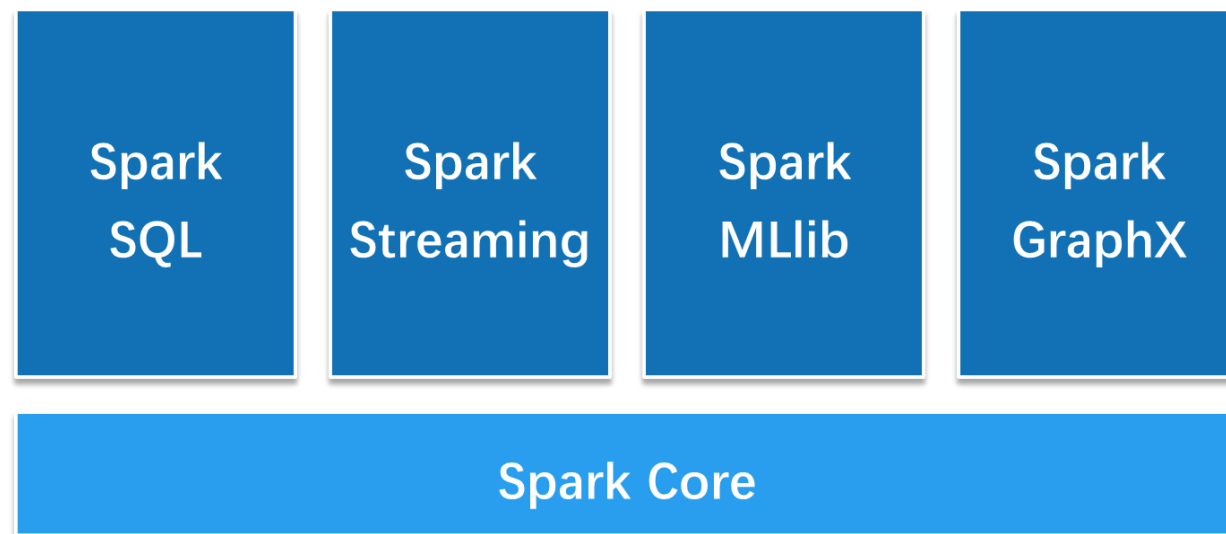 Spark
SQL
Spark
Streaming
Spark
MLlib
Spark
GraphX
Spark Core